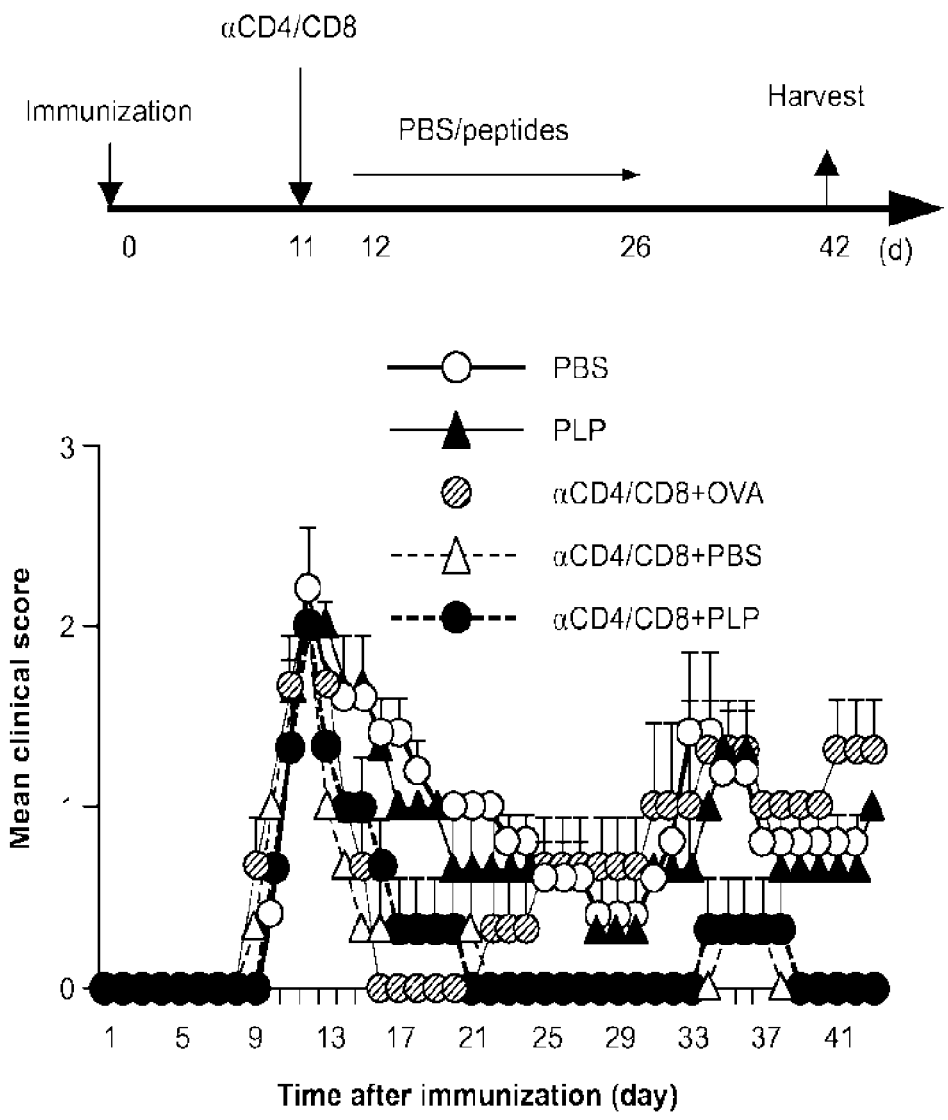 αCD4/CD8
Immunization
PBS/peptides
Harvest
0 11 12 26 42 (d)
PBS
PLP
αCD4/CD8+OVA
αCD4/CD8+PBS
αCD4/CD8+PLP
Mean clinical score
3
2
1
0
1 5 9 13 17 21 25 29 33 37 41
Time after immunization (day)